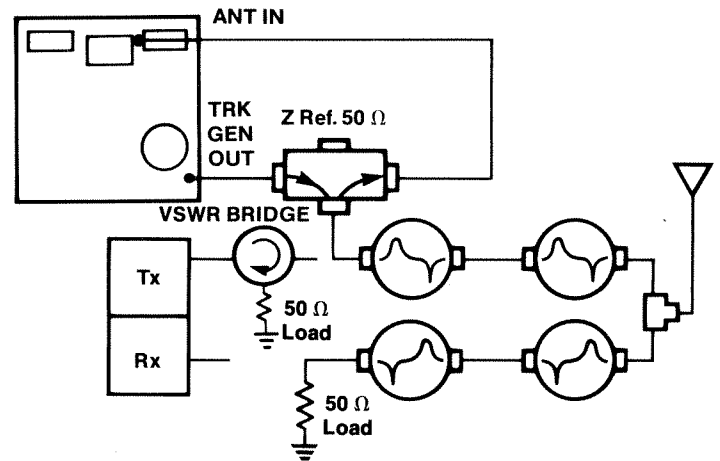 ANT IN
TRK
GEN
OUT
Z Ref. 50 Ω
VSWR BRIDGE
Tx
50 Ω
Load
Rx
50 Ω
Load